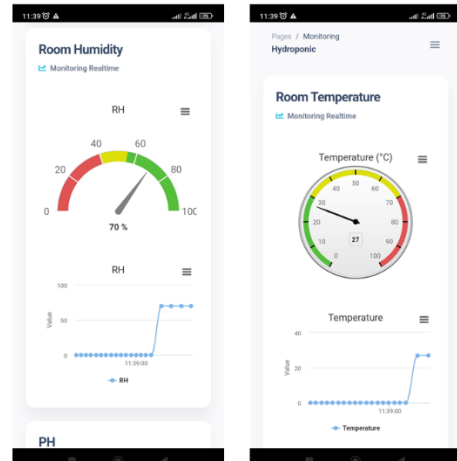 11:39
Room Humidity
Monitoring Realtime
RH
0
20
40
60
80
100
70 %
RH
100
50
0
Value
11:39:00
RH
PH
11:39
Pages / Monitoring
Hydroponic
Room Temperature
Monitoring Realtime
Temperature (°C)
0
10
20
30
40
50
60
70
80
90
100
27
Temperature
40
20
0
Value
11:39:00
Temperature